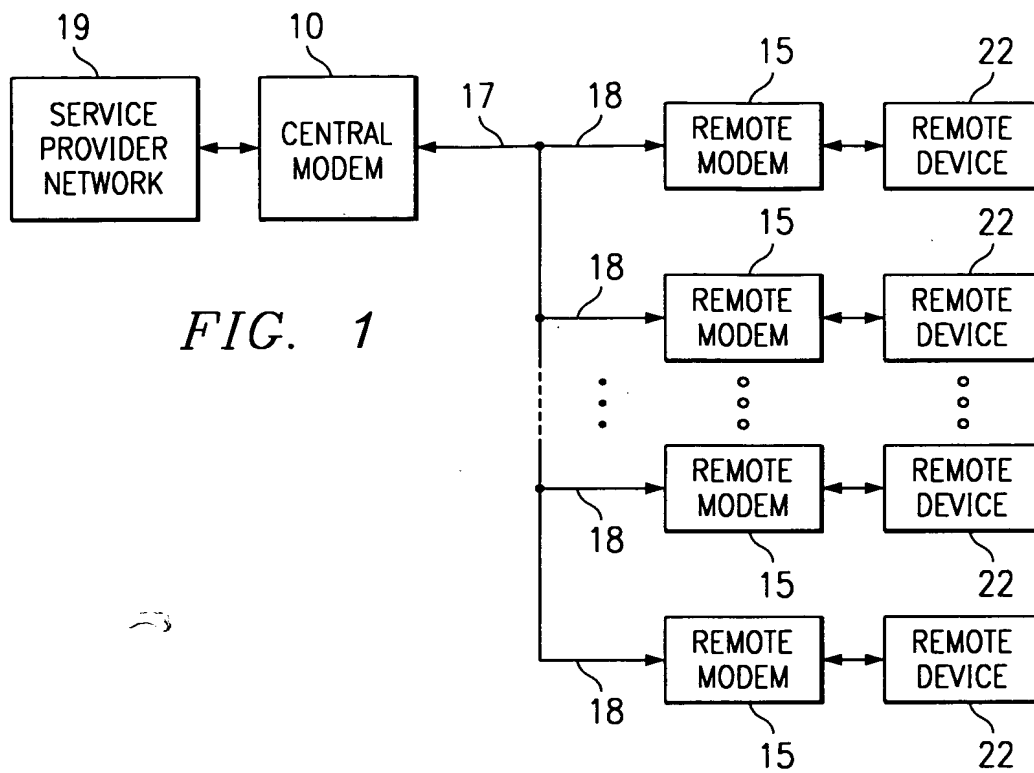 19
10
17
18
15
22
SERVICE
PROVIDER
NETWORK
CENTRAL
MODEM
REMOTE
MODEM
REMOTE
DEVICE
18
15
22
REMOTE
MODEM
REMOTE
DEVICE
FIG. 1
REMOTE
MODEM
REMOTE
DEVICE
18
15
22
REMOTE
MODEM
REMOTE
DEVICE
18
15
22